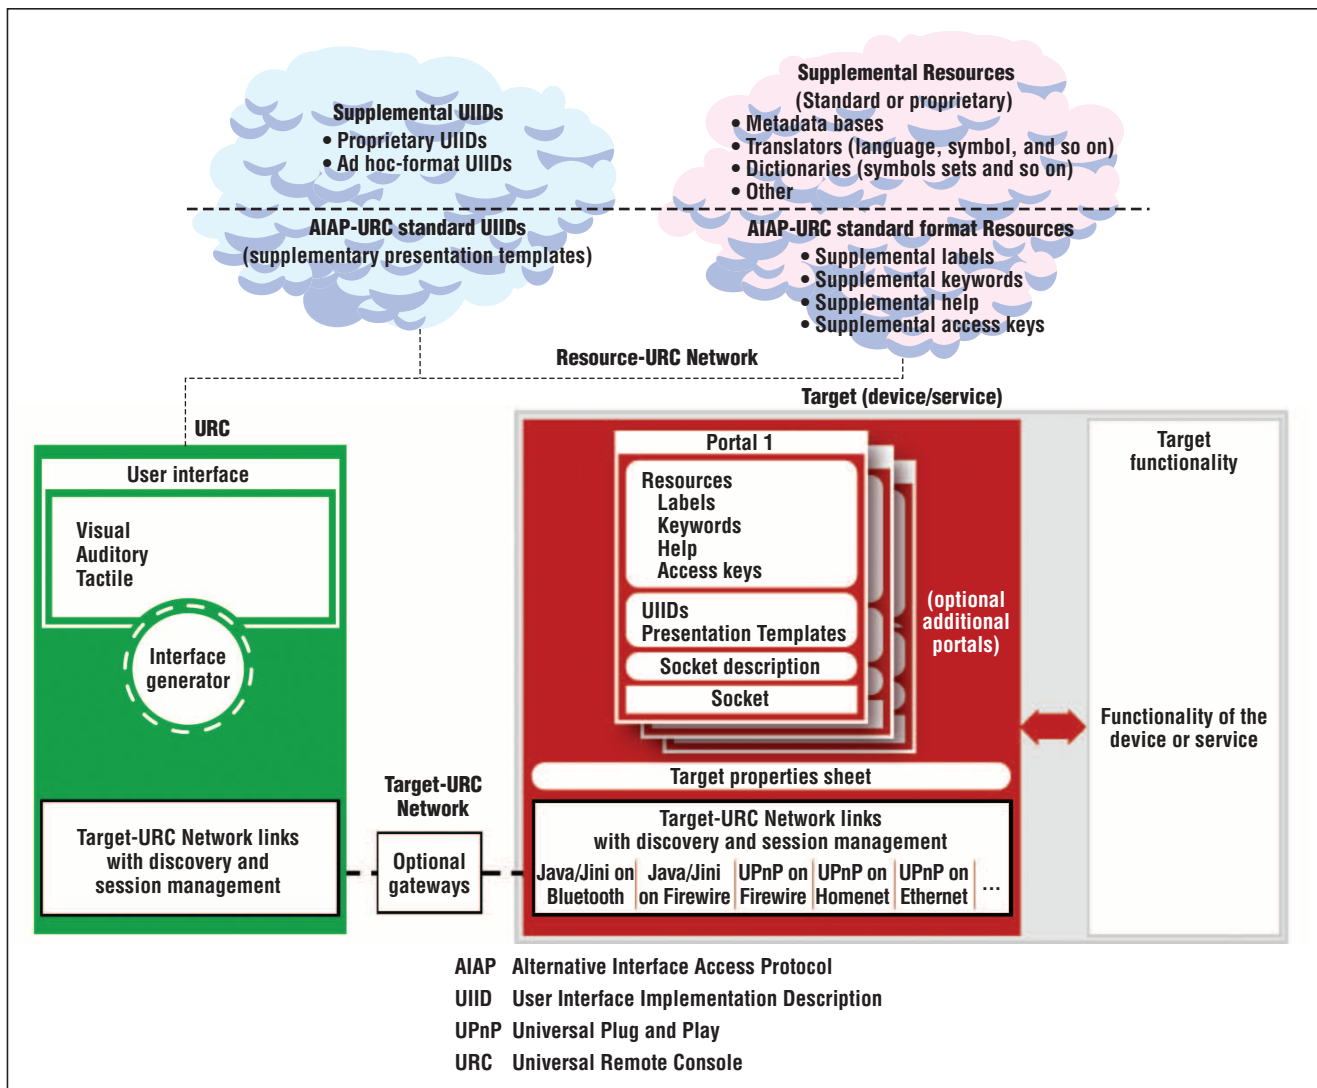 Supplemental UIIDs
• Proprietary UIIDs
• Ad hoc-format UIIDs
AIAP-URC standard UIIDs
(supplementary presentation templates)
Supplemental Resources
(Standard or proprietary)
• Metadata bases
• Translators (language, symbol, and so on)
• Dictionaries (symbols sets and so on)
• Other
AIAP-URC standard format Resources
• Supplemental labels
• Supplemental keywords
• Supplemental help
• Supplemental access keys
Resource-URC Network
URC
User interface
Visual
Auditory
Tactile
Interface
generator
Target-URC Network links
with discovery and
session management
Target-URC
Network
Optional
gateways
Target (device/service)
Portal 1
Resources
Labels
Keywords
Help
Access keys
UIIDs
Presentation Templates
Socket description
Socket
(optional
additional
portals)
Target properties sheet
Target-URC Network links
with discovery and session management
Java/Jini on
Bluetooth
Java/Jini
on Firewire
UPnP on
Firewire
UPnP on
Homenet
UPnP on
Ethernet
...
Target
functionality
Functionality of the
device or service
AIAP Alternative Interface Access Protocol
UIID User Interface Implementation Description
UPnP Universal Plug and Play
URC Universal Remote Console